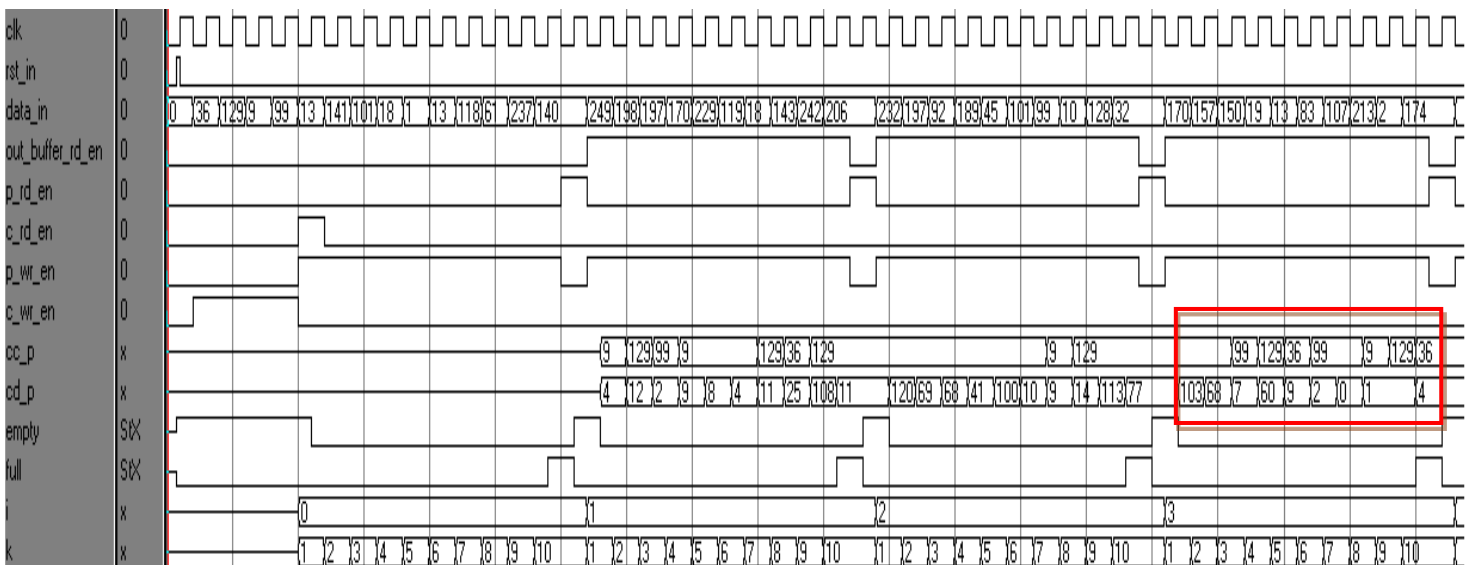 clk 0
rst_in 0
data_in 0 0 36 129 9 99 13 141 101 18 1 13 118 61 237 140 249 198 197 170 229 119 18 143 242 206 232 197 92 189 45 101 99 10 128 32 170 157 150 19 13 83 107 213 2 174
out_buffer_rd_en 0
p_rd_en 0
c_rd_en 0
p_wr_en 0
c_wr_en 0
cc_p x 9 129 99 9 129 36 129 9 129 99 129 36 99 9 129 36
cd_p x 4 12 2 9 8 4 11 25 108 11 120 69 68 41 100 10 9 14 113 77 103 68 7 60 9 2 0 1 4
empty StX
full StX
i x 0 1 2 3
k x 1 2 3 4 5 6 7 8 9 10 1 2 3 4 5 6 7 8 9 10 1 2 3 4 5 6 7 8 9 10 1 2 3 4 5 6 7 8 9 10